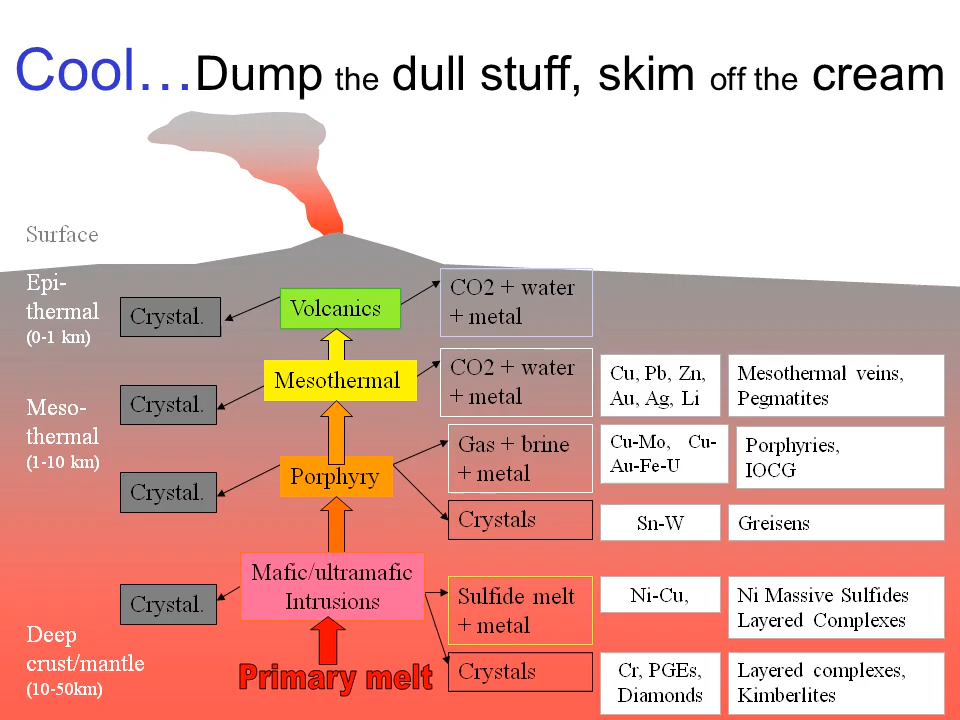 Cool…Dump the dull stuff, skim off the cream
Surface
Epi-
thermal
(0-1 km)
Crystal.
Volcanics
CO2 + water
+ metal
Crystal.
Mesothermal
CO2 + water
+ metal
Cu, Pb, Zn,
Au, Ag, Li
Mesothermal veins,
Pegmatites
Meso-
thermal
(1-10 km)
Crystal.
Porphyry
Gas + brine
+ metal
Cu-Mo, Cu-
Au-Fe-U
Porphyries,
IOCG
Crystals
Sn-W
Greisens
Crystal.
Mafic/ultramafic
Intrusions
Sulfide melt
+ metal
Ni-Cu,
Ni Massive Sulfides
Layered Complexes
Deep
crust/mantle
(10-50km)
Primary melt
Crystals
Cr, PGEs,
Diamonds
Layered complexes,
Kimberlites